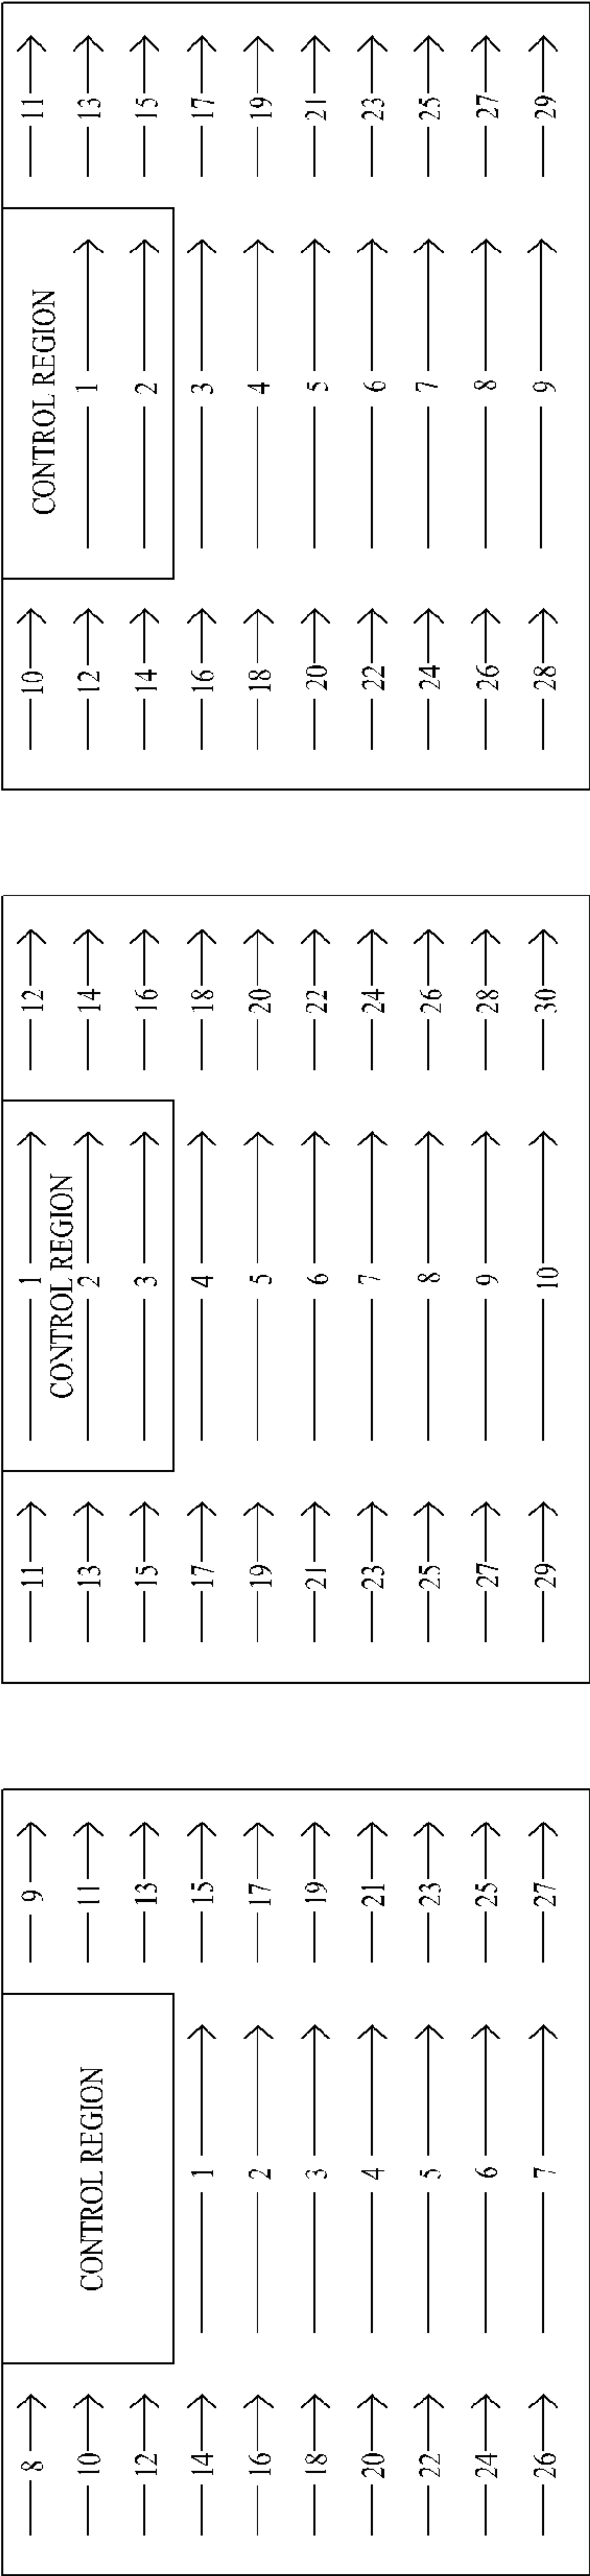 8 9
10 CONTROL REGION 11
12 13
14 1 15
16 2 17
18 3 19
20 4 21
22 5 23
24 6 25
26 7 27
11 1 12
CONTROL REGION
13 2 14
15 3 16
17 4 18
19 5 20
21 6 22
23 7 24
25 8 26
27 9 28
29 10 30
10 11
CONTROL REGION
12 1 13
14 2 15
16 3 17
18 4 19
20 5 21
22 6 23
24 7 25
26 8 27
28 9 29